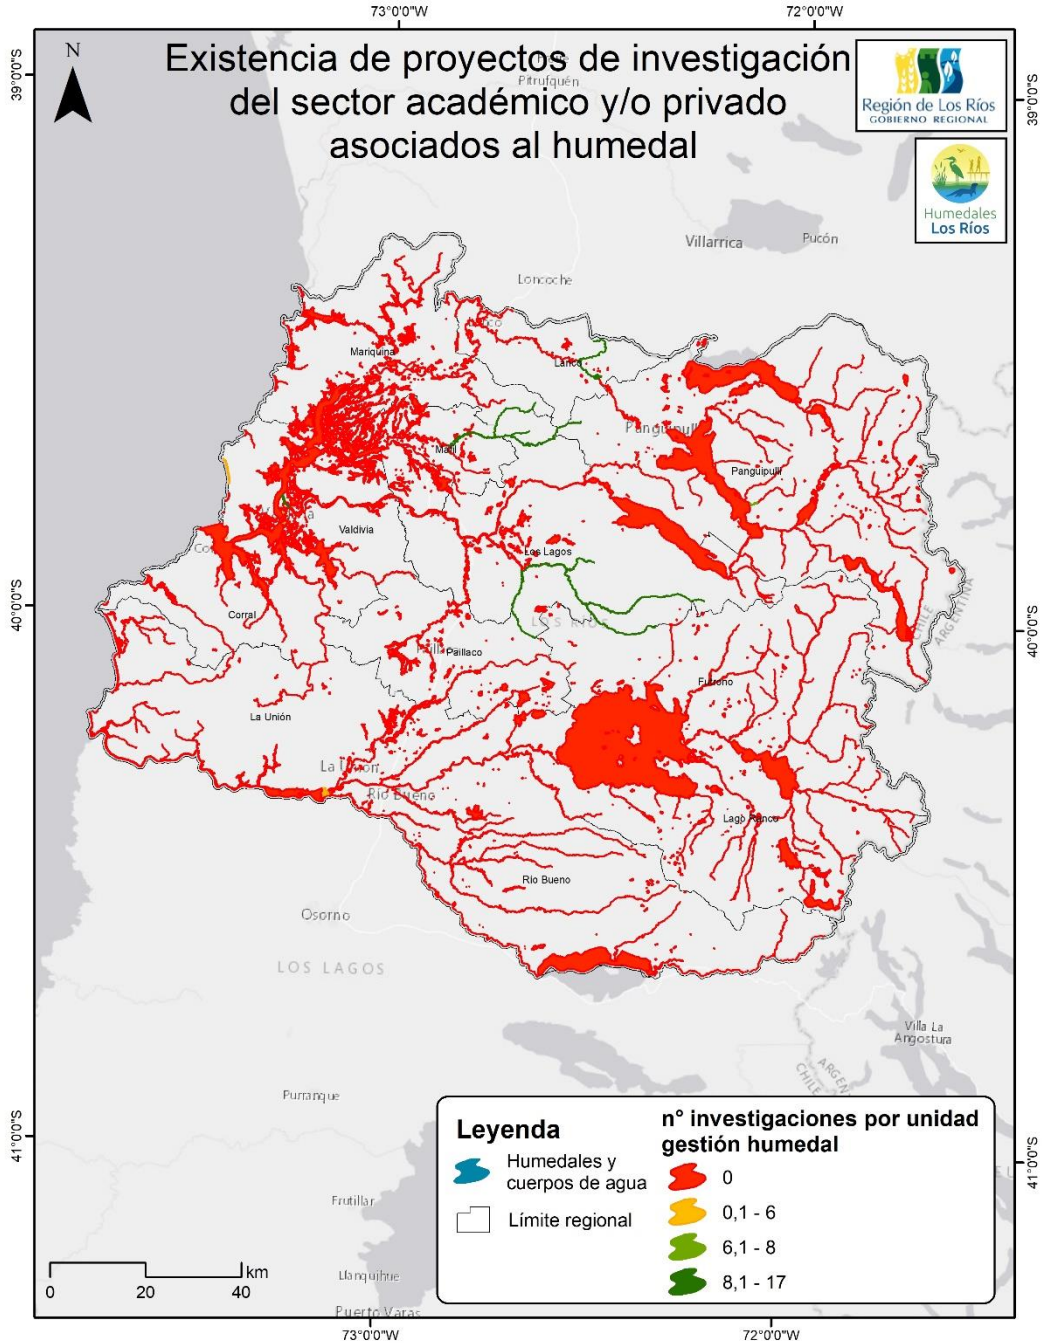 73°0'0"W
72°0'0"W
N
Existencia de proyectos de investigación
del sector académico y/o privado
asociados al humedal
Región de Los Ríos
GOBIERNO REGIONAL
Humedales
Los Ríos
39°0'0"S
39°0'0"S
Pitrufquén
Villarrica
Pucón
Loncoche
Mariquina
Lanco
Panguipulli
Panguipulli
Máfil
Valdivia
Los Lagos
Corral
40°0'0"S
40°0'0"S
LOS RÍOS
CHILE
ARGENTINA
Paillaco
Futrono
La Unión
La Unión
Río Bueno
Lago Ranco
Río Bueno
Osorno
LOS LAGOS
Villa La
Angostura
Purranque
41°0'0"S
41°0'0"S
Frutillar
Llanquihue
Puerto Varas
Leyenda
Humedales y
cuerpos de agua
Límite regional
n° investigaciones por unidad
gestión humedal
0
0,1 - 6
6,1 - 8
8,1 - 17
km
0 20 40
73°0'0"W
72°0'0"W